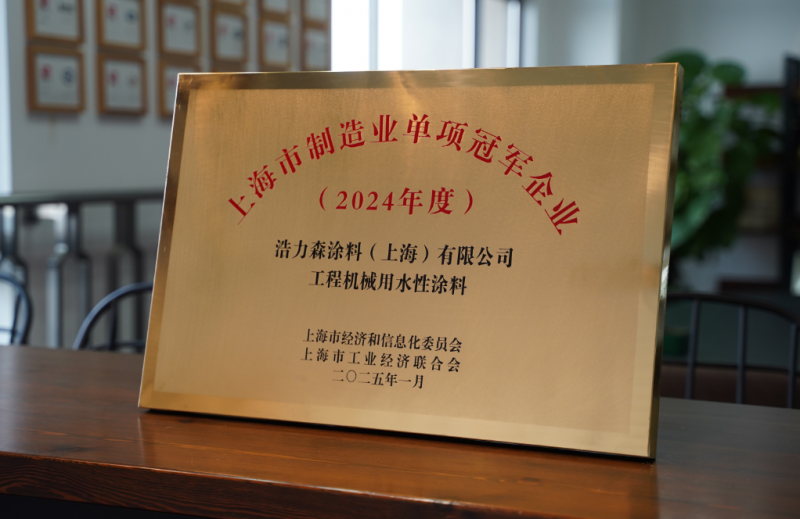 上海市制造业单项冠军企业
（2024年度）
浩力森涂料（上海）有限公司
工程机械用水性涂料
上海市经济和信息化委员会
上海市工业经济联合会
二〇二五年一月